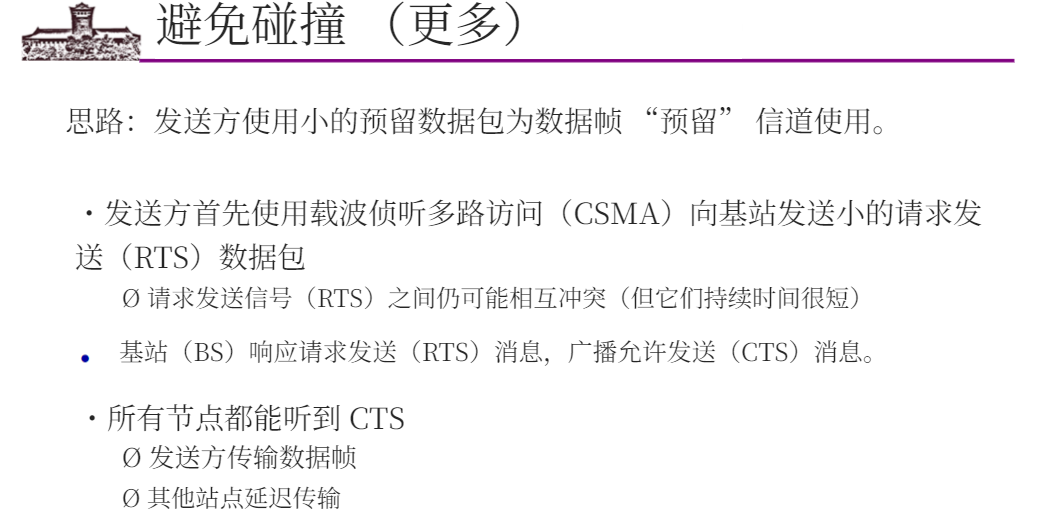 避免碰撞 （更多）
思路：发送方使用小的预留数据包为数据帧 “预留” 信道使用。
・发送方首先使用载波侦听多路访问（CSMA）向基站发送小的请求发
送（RTS）数据包
Ø 请求发送信号（RTS）之间仍可能相互冲突（但它们持续时间很短）
• 基站（BS）响应请求发送（RTS）消息，广播允许发送（CTS）消息。
・所有节点都能听到 CTS
Ø 发送方传输数据帧
Ø 其他站点延迟传输